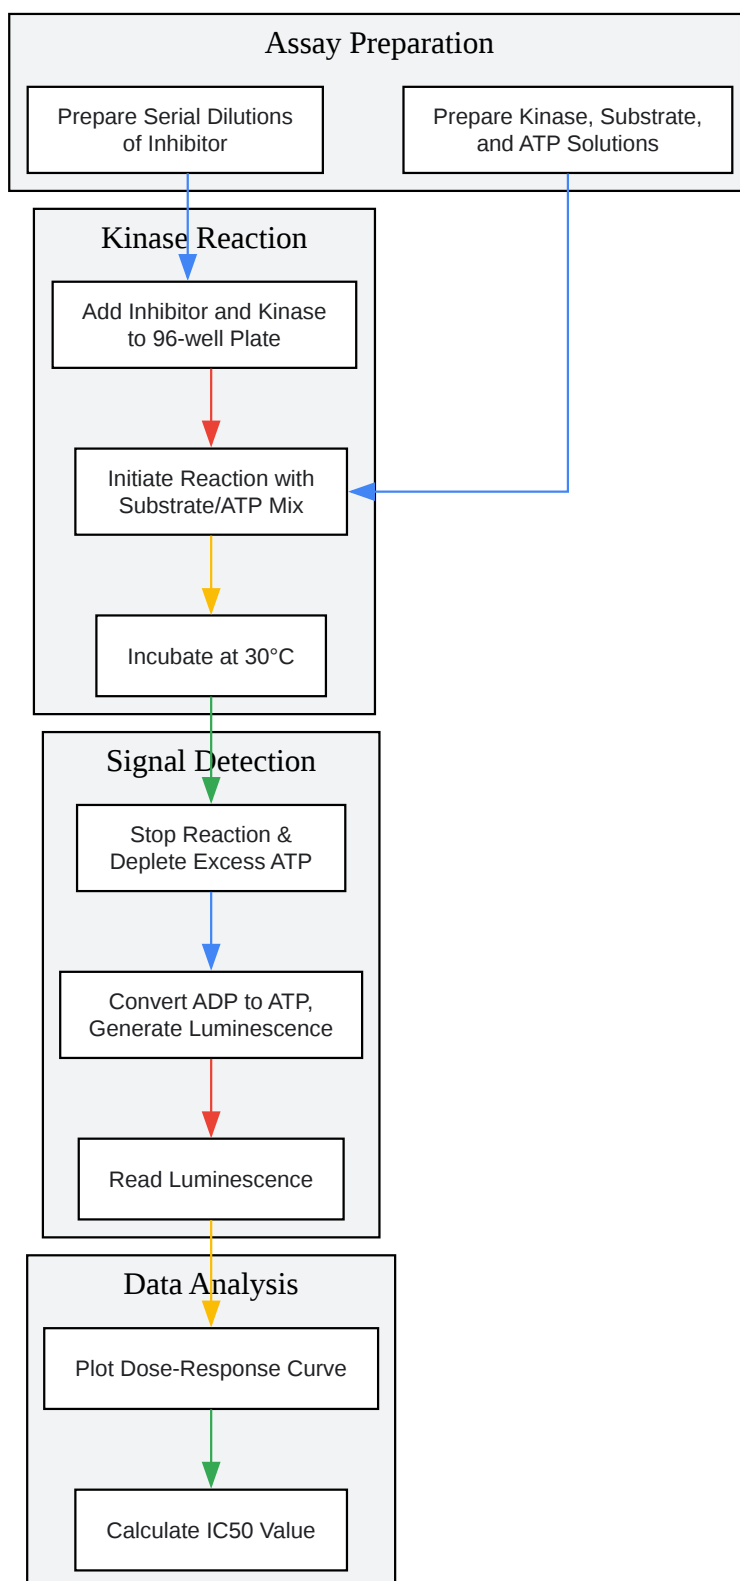 Assay Preparation
Prepare Serial Dilutions
of Inhibitor
Prepare Kinase, Substrate,
and ATP Solutions
Kinase Reaction
Add Inhibitor and Kinase
to 96-well Plate
Initiate Reaction with
Substrate/ATP Mix
Incubate at 30°C
Signal Detection
Stop Reaction &
Deplete Excess ATP
Convert ADP to ATP,
Generate Luminescence
Read Luminescence
Data Analysis
Plot Dose-Response Curve
Calculate IC50 Value